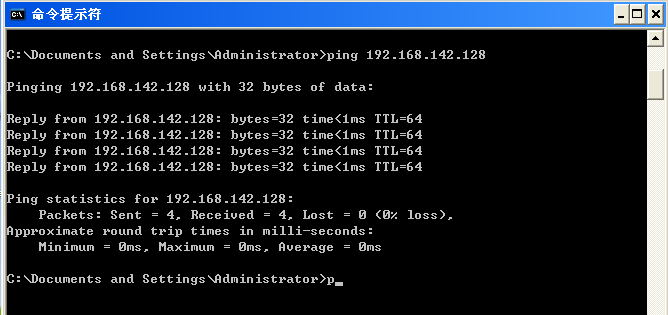 命令提示符
C:\Documents and Settings\Administrator>ping 192.168.142.128
Pinging 192.168.142.128 with 32 bytes of data:
Reply from 192.168.142.128: bytes=32 time<1ms TTL=64
Reply from 192.168.142.128: bytes=32 time<1ms TTL=64
Reply from 192.168.142.128: bytes=32 time<1ms TTL=64
Reply from 192.168.142.128: bytes=32 time<1ms TTL=64
Ping statistics for 192.168.142.128:
    Packets: Sent = 4, Received = 4, Lost = 0 (0% loss),
Approximate round trip times in milli-seconds:
    Minimum = 0ms, Maximum = 0ms, Average = 0ms
C:\Documents and Settings\Administrator>p_